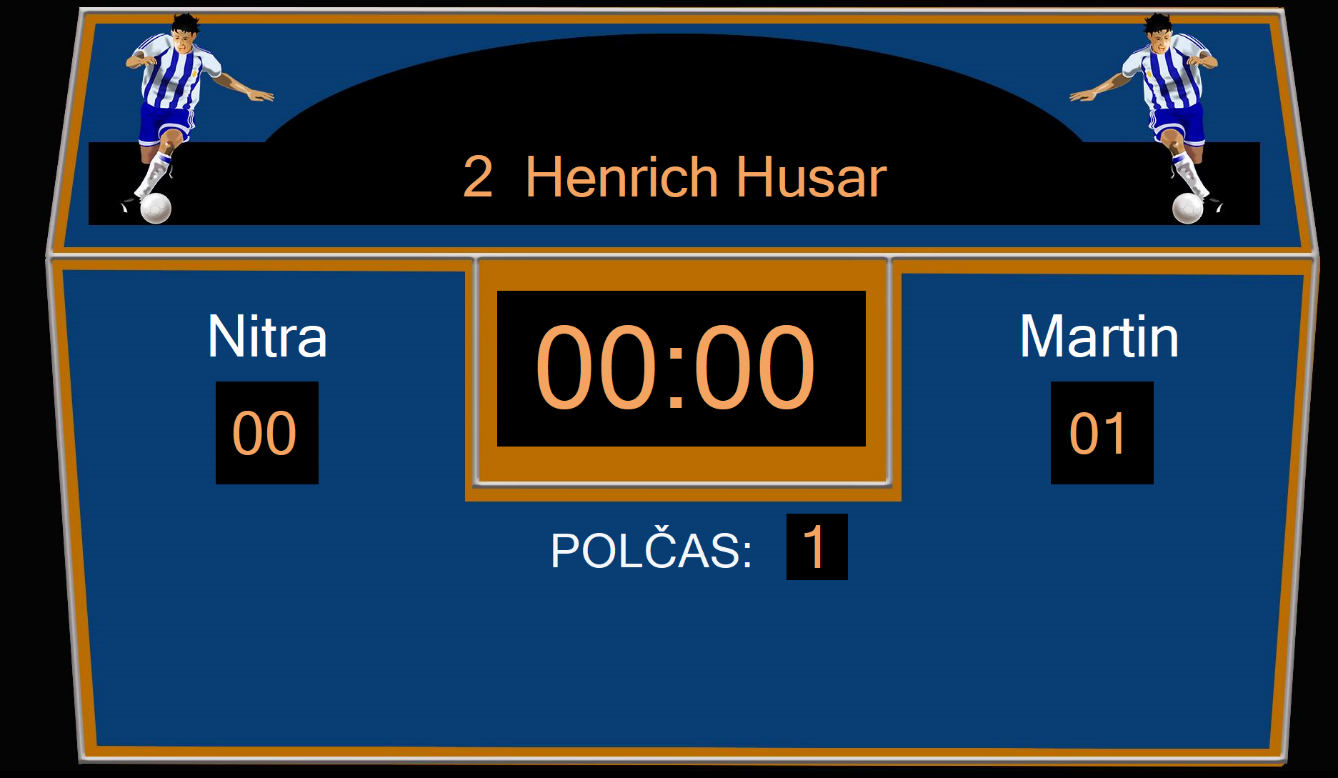 2 Henrich Husar
Nitra
00:00
Martin
00
01
POLČAS: 1